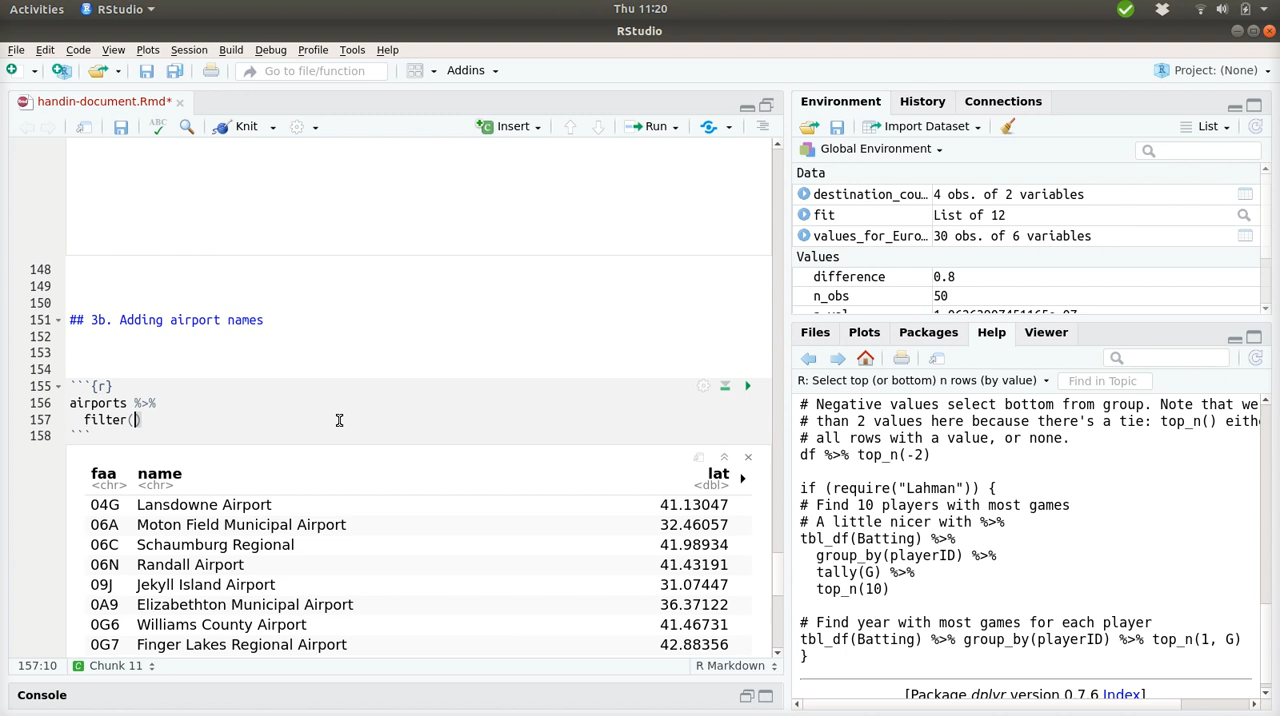 Activities RStudio Thu 11:20
RStudio
File Edit Code View Plots Session Build Debug Profile Tools Help
Go to file/function Addins Project: (None)
handin-document.Rmd*
ABC Knit Insert Run
148
149
150
151 ## 3b. Adding airport names
152
153
154
155 ```{r}
156 airports %>%
157 filter()
158 ```
faa name lat
<chr> <chr> <dbl>
04G Lansdowne Airport 41.13047
06A Moton Field Municipal Airport 32.46057
06C Schaumburg Regional 41.98934
06N Randall Airport 41.43191
09J Jekyll Island Airport 31.07447
0A9 Elizabethton Municipal Airport 36.37122
0G6 Williams County Airport 41.46731
0G7 Finger Lakes Regional Airport 42.88356
157:10 Chunk 11 R Markdown
Console
Environment History Connections
Import Dataset List
Global Environment
Data
destination_cou… 4 obs. of 2 variables
fit List of 12
values_for_Euro… 30 obs. of 6 variables
Values
difference 0.8
n_obs 50
Files Plots Packages Help Viewer
R: Select top (or bottom) n rows (by value) Find in Topic
# Negative values select bottom from group. Note that we
# than 2 values here because there's a tie: top_n() eith
# all rows with a value, or none.
df %>% top_n(-2)
if (require("Lahman")) {
# Find 10 players with most games
# A little nicer with %>%
tbl_df(Batting) %>%
group_by(playerID) %>%
tally(G) %>%
top_n(10)
# Find year with most games for each player
tbl_df(Batting) %>% group_by(playerID) %>% top_n(1, G)
}
[Package dplyr version 0.7.6 Index]